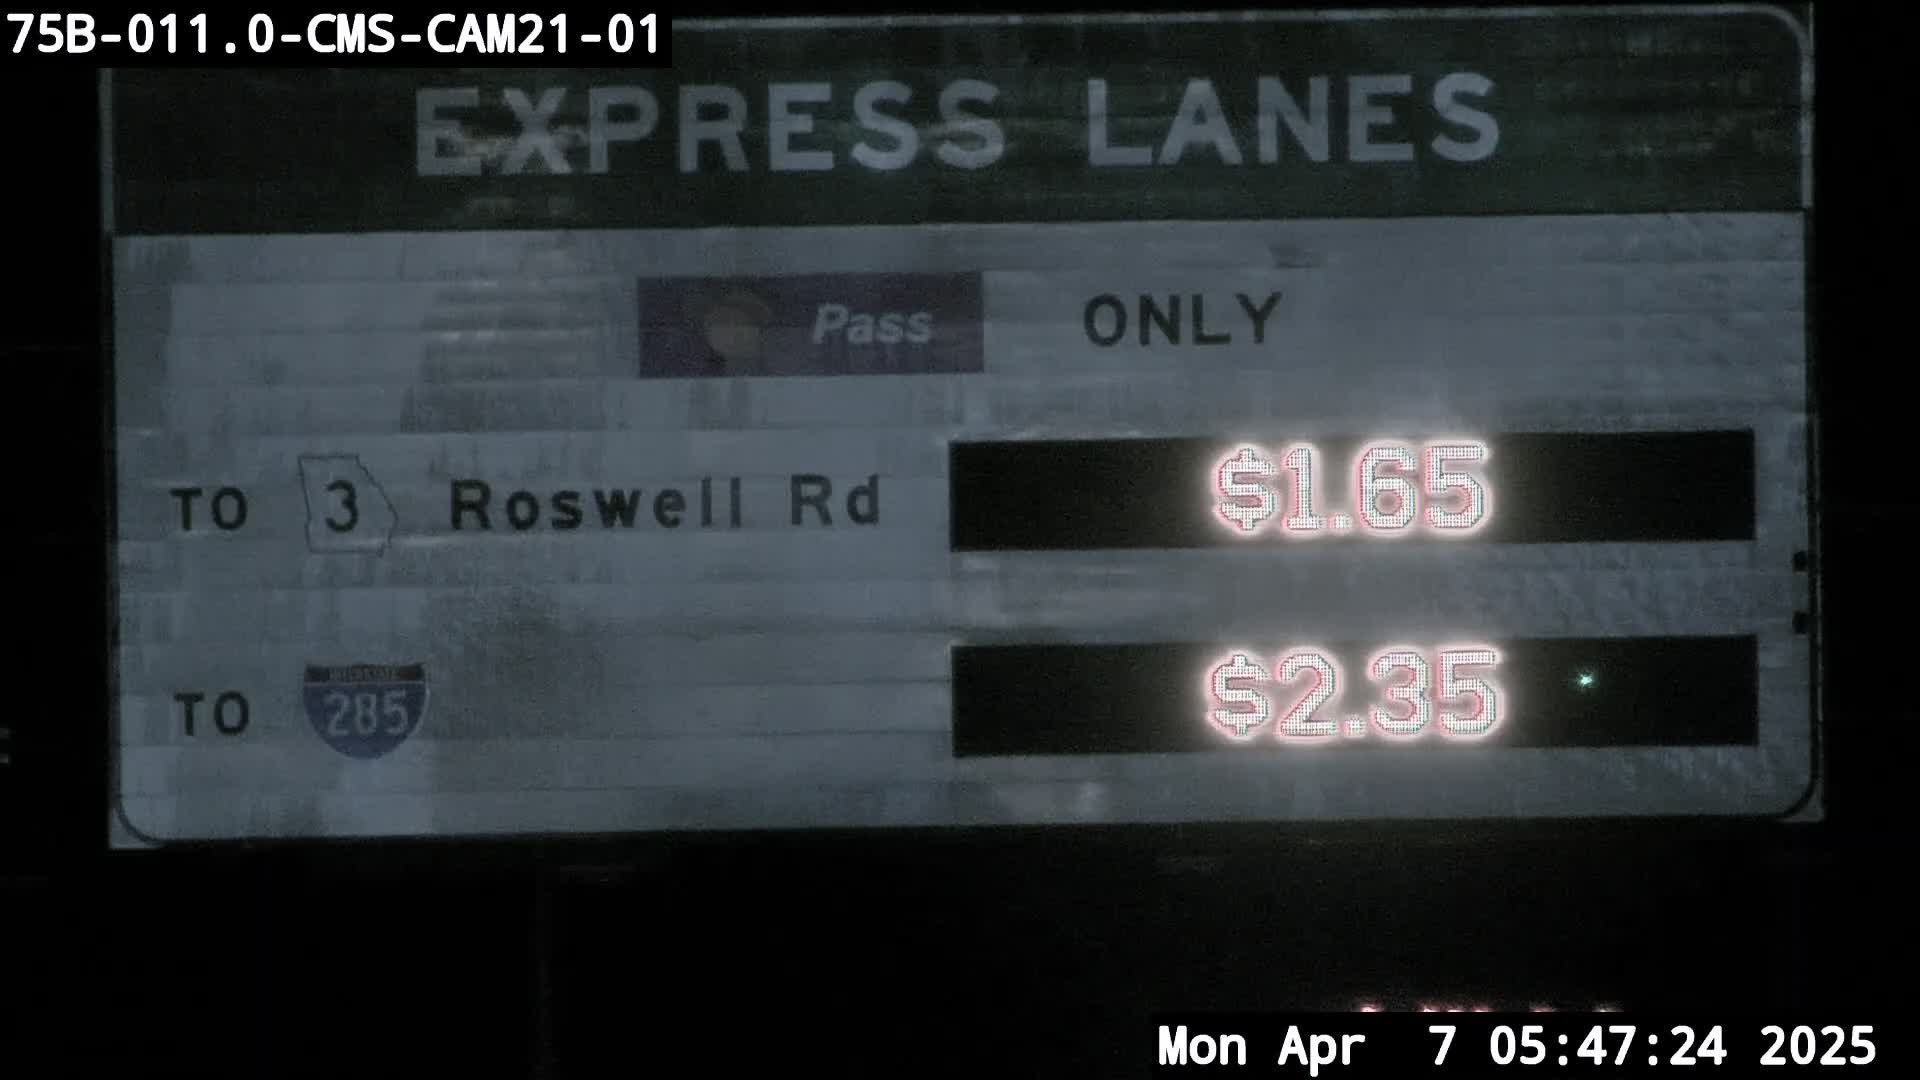 75B-011.0-CMS-CAM21-01
EXPRESS LANES
Pass ONLY
TO 3 Roswell Rd $1.65
INTERSTATE
TO 285 $2.35
Mon Apr 7 05:47:24 2025